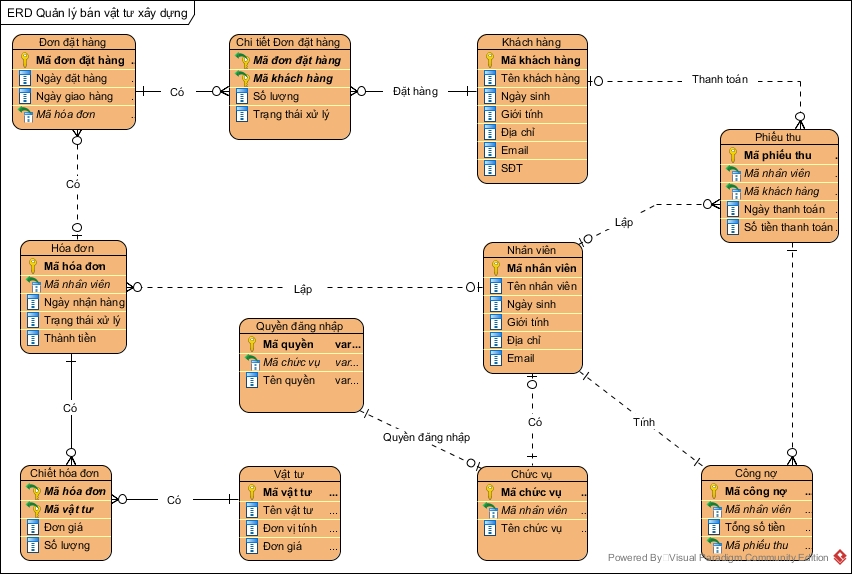 ERD Quản lý bán vật tư xây dựng
Đơn đặt hàng
Mã đơn đặt hàng ..
Ngày đặt hàng
Ngày giao hàng
Mã hóa đơn ..
Có
Chi tiết Đơn đặt hàng
Mã đơn đặt hàng
Mã khách hàng
Số lượng
Trạng thái xử lý
Đặt hàng
Khách hàng
Mã khách hàng
Tên khách hàng
Ngày sinh
Giới tính
Địa chỉ
Email
SĐT
Thanh toán
Phiếu thu
Mã phiếu thu .
Mã nhân viên .
Mã khách hàng .
Ngày thanh toán .
Số tiền thanh toán .
Có
Lập
Hóa đơn
Mã hóa đơn
Mã nhân viên
Ngày nhận hàng
Trạng thái xử lý
Thành tiền
Lập
Nhân viên
Mã nhân viên
Tên nhân viên
Ngày sinh
Giới tính
Địa chỉ
Email
Quyền đăng nhập
Mã quyền var...
Mã chức vụ var...
Tên quyền var...
Có
Quyền đăng nhập
Có
Tính
Chiết hóa đơn
Mã hóa đơn
Mã vật tư
Đơn giá
Số lượng
Có
Vật tư
Mã vật tư ...
Tên vật tư ...
Đơn vị tính ...
Đơn giá ...
Chức vụ
Mã chức vụ .
Mã nhân viên .
Tên chức vụ .
Công nợ
Mã công nợ ..
Mã nhân viên ..
Tổng số tiền ..
Mã phiếu thu ..
Powered By Visual Paradigm Community Edition